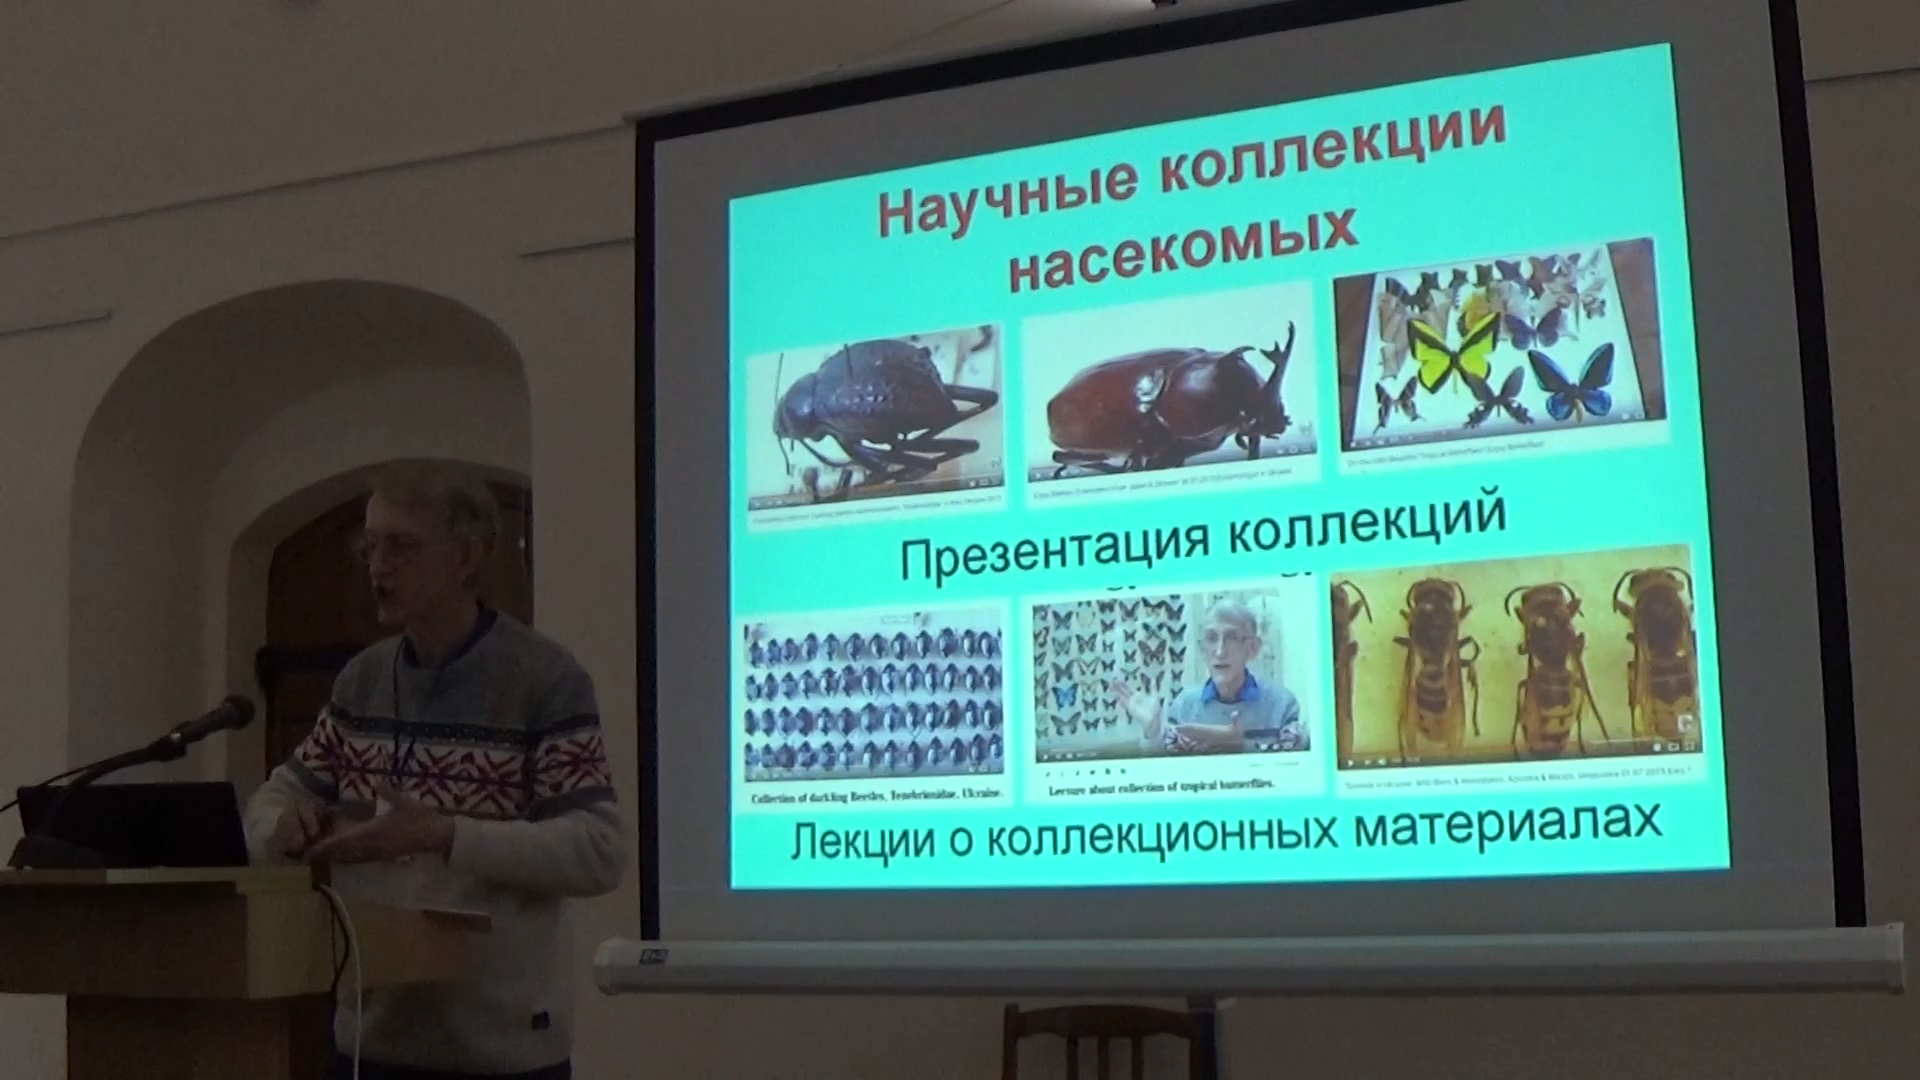 Научные коллекции
насекомых
Презентация коллекций
Collection of darkling Beetles, Tenebrionidae, Ukraine.
Lecture about collection of tropical butterflies.
Лекции о коллекционных материалах